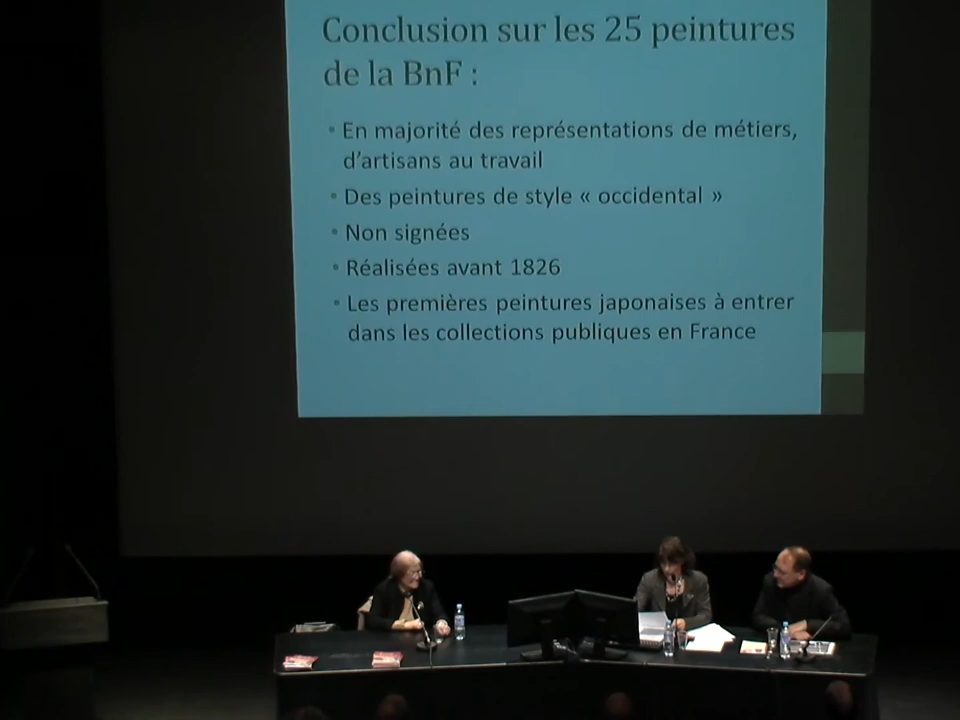 Conclusion sur les 25 peintures
de la BnF :
• En majorité des représentations de métiers,
d’artisans au travail
• Des peintures de style « occidental »
• Non signées
• Réalisées avant 1826
• Les premières peintures japonaises à entrer
dans les collections publiques en France